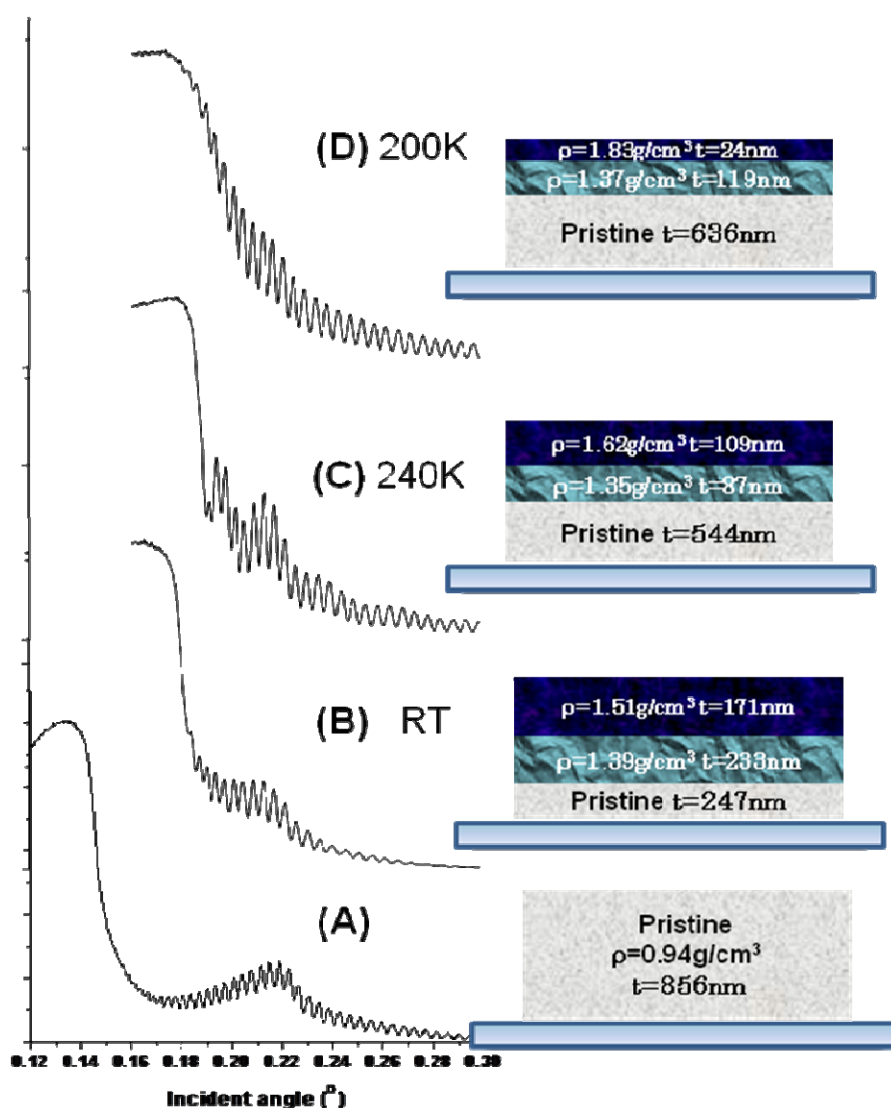 (D) 200K
ρ=1.83g/cm³ t=24nm
ρ=1.37g/cm³ t=119nm
Pristine t=636nm
(C) 240K
ρ=1.62g/cm³ t=109nm
ρ=1.35g/cm³ t=87nm
Pristine t=544nm
(B) RT
ρ=1.51g/cm³ t=171nm
ρ=1.39g/cm³ t=233nm
Pristine t=247nm
(A)
Pristine
ρ=0.94g/cm³
t=856nm
0.12 0.14 0.16 0.18 0.20 0.22 0.24 0.26 0.28 0.30
Incident angle (°)